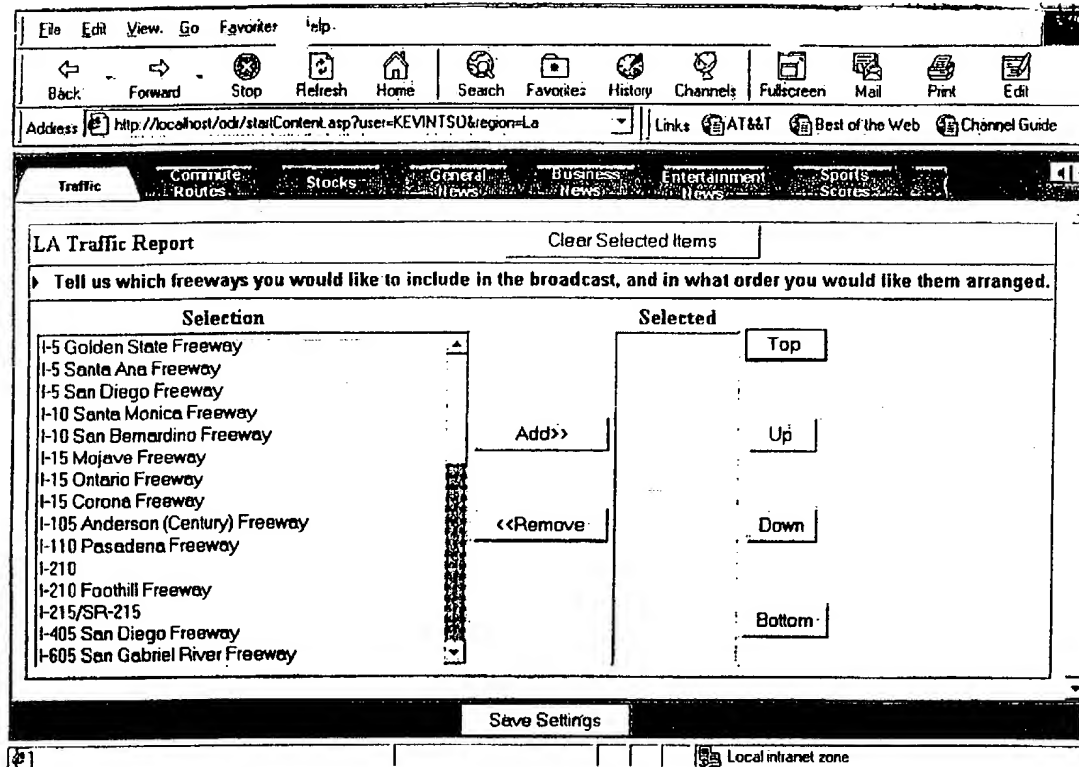 File Edit View. Go Favorites Help
Back Forward Stop Refresh Home Search Favorites History Channels Fullscreen Mail Print Edit
Address http://localhost/odr/startContent.asp?user=KEVINTSU&region=La Links AT&&T Best of the Web Channel Guide
Traffic Commute Routes Stocks General News Business News Entertainment News Sports Scores
LA Traffic Report Clear Selected Items
Tell us which freeways you would like to include in the broadcast, and in what order you would like them arranged.
Selection Selected
I-5 Golden State Freeway
I-5 Santa Ana Freeway
I-5 San Diego Freeway
I-10 Santa Monica Freeway
I-10 San Bernardino Freeway
I-15 Mojave Freeway
I-15 Ontario Freeway
I-15 Corona Freeway
I-105 Anderson (Century) Freeway
I-110 Pasadena Freeway
I-210
I-210 Foothill Freeway
I-215/SR-215
I-405 San Diego Freeway
I-605 San Gabriel River Freeway
Add>>
<<Remove
Top
Up
Down
Bottom
Save Settings
Local intranet zone